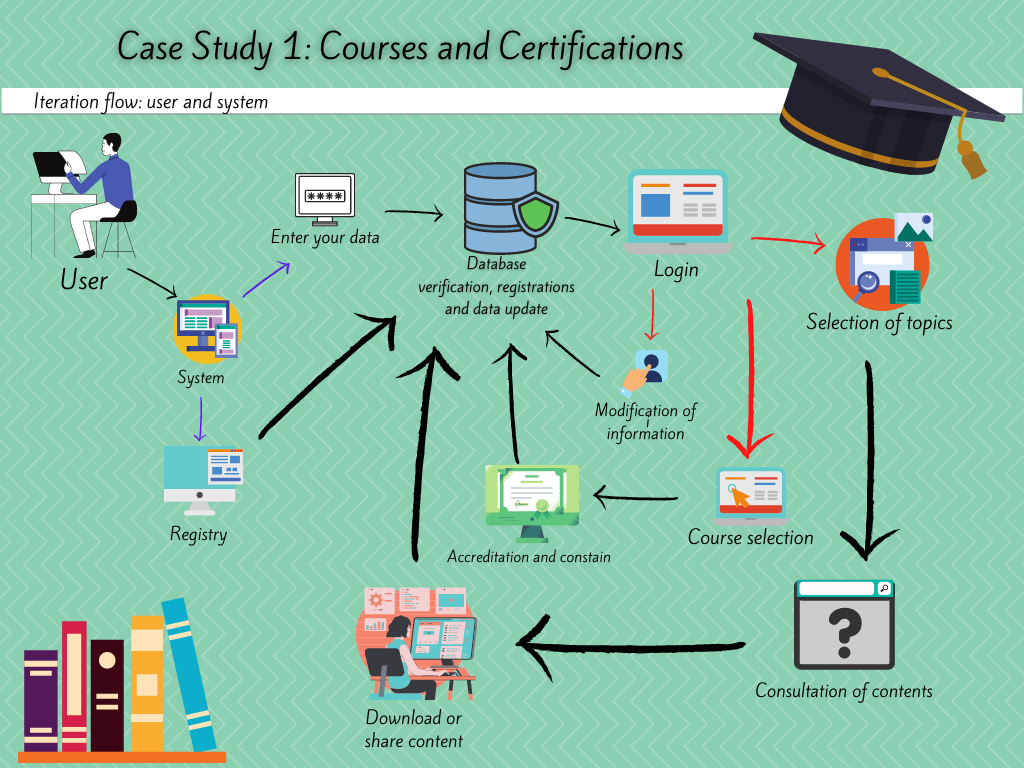 Case Study 1: Courses and Certifications
Iteration flow: user and system
User
System
Enter your data
****
Registry
Database
verification, registrations
and data update
Login
Selection of topics
Modification of
information
Course selection
Accreditation and constain
Consultation of contents
?
Download or
share content